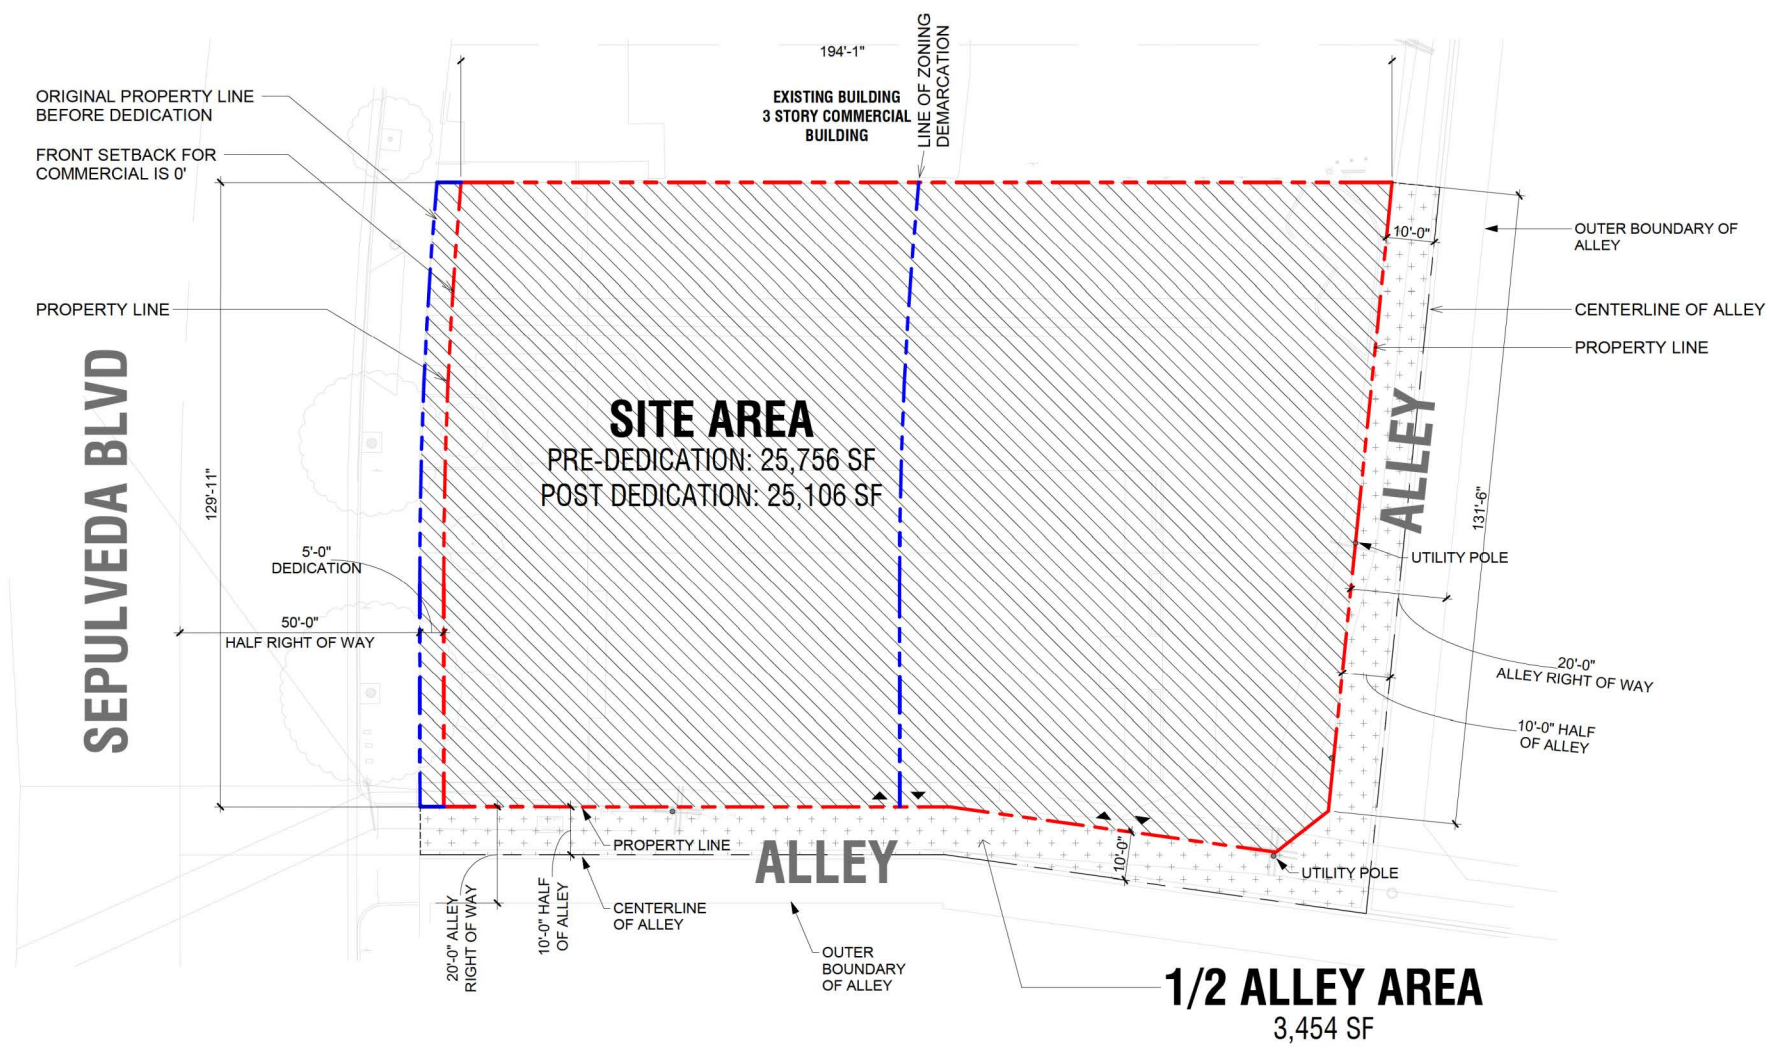 194'-1"
LINE OF ZONING
DEMARCATION
EXISTING BUILDING
3 STORY COMMERCIAL
BUILDING
ORIGINAL PROPERTY LINE
BEFORE DEDICATION
FRONT SETBACK FOR
COMMERCIAL IS 0'
10'-0"
OUTER BOUNDARY OF
ALLEY
PROPERTY LINE
CENTERLINE OF ALLEY
PROPERTY LINE
SEPULVEDA BLVD
129'-11"
SITE AREA
PRE-DEDICATION: 25,756 SF
POST DEDICATION: 25,106 SF
ALLEY
131'-6"
5'-0"
DEDICATION
UTILITY POLE
50'-0"
HALF RIGHT OF WAY
20'-0"
ALLEY RIGHT OF WAY
10'-0" HALF
OF ALLEY
PROPERTY LINE
ALLEY
10'-0"
UTILITY POLE
20'-0" ALLEY
RIGHT OF WAY
10'-0" HALF
OF ALLEY
CENTERLINE
OF ALLEY
OUTER
BOUNDARY
OF ALLEY
1/2 ALLEY AREA
3,454 SF